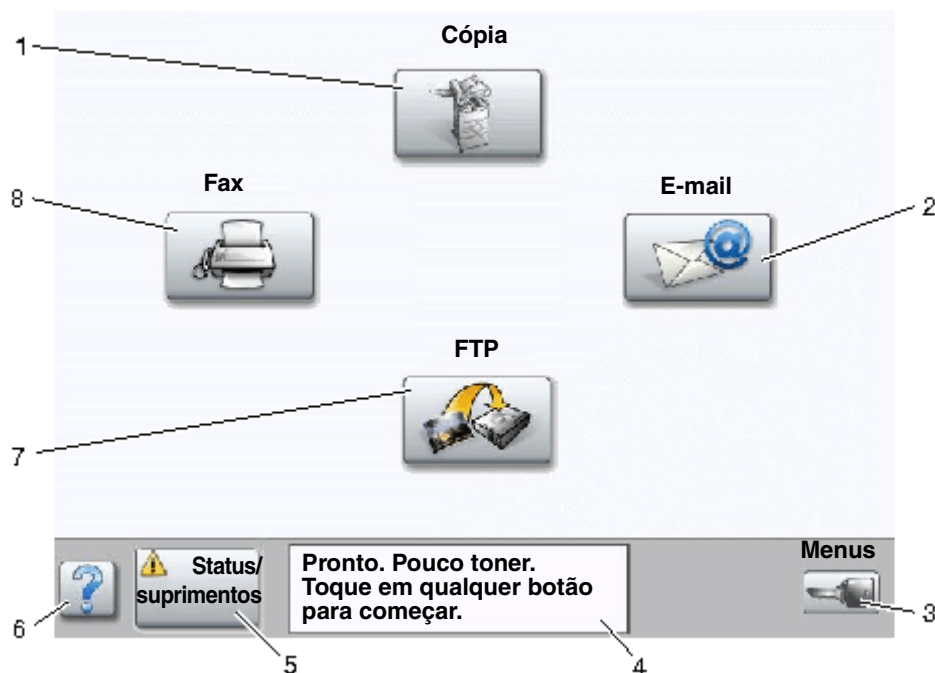 Cópia
1
Fax
E-mail
8
2
FTP
7
Menus
Status/
suprimentos
Pronto. Pouco toner.
Toque em qualquer botão
para começar.
6
5
4
3